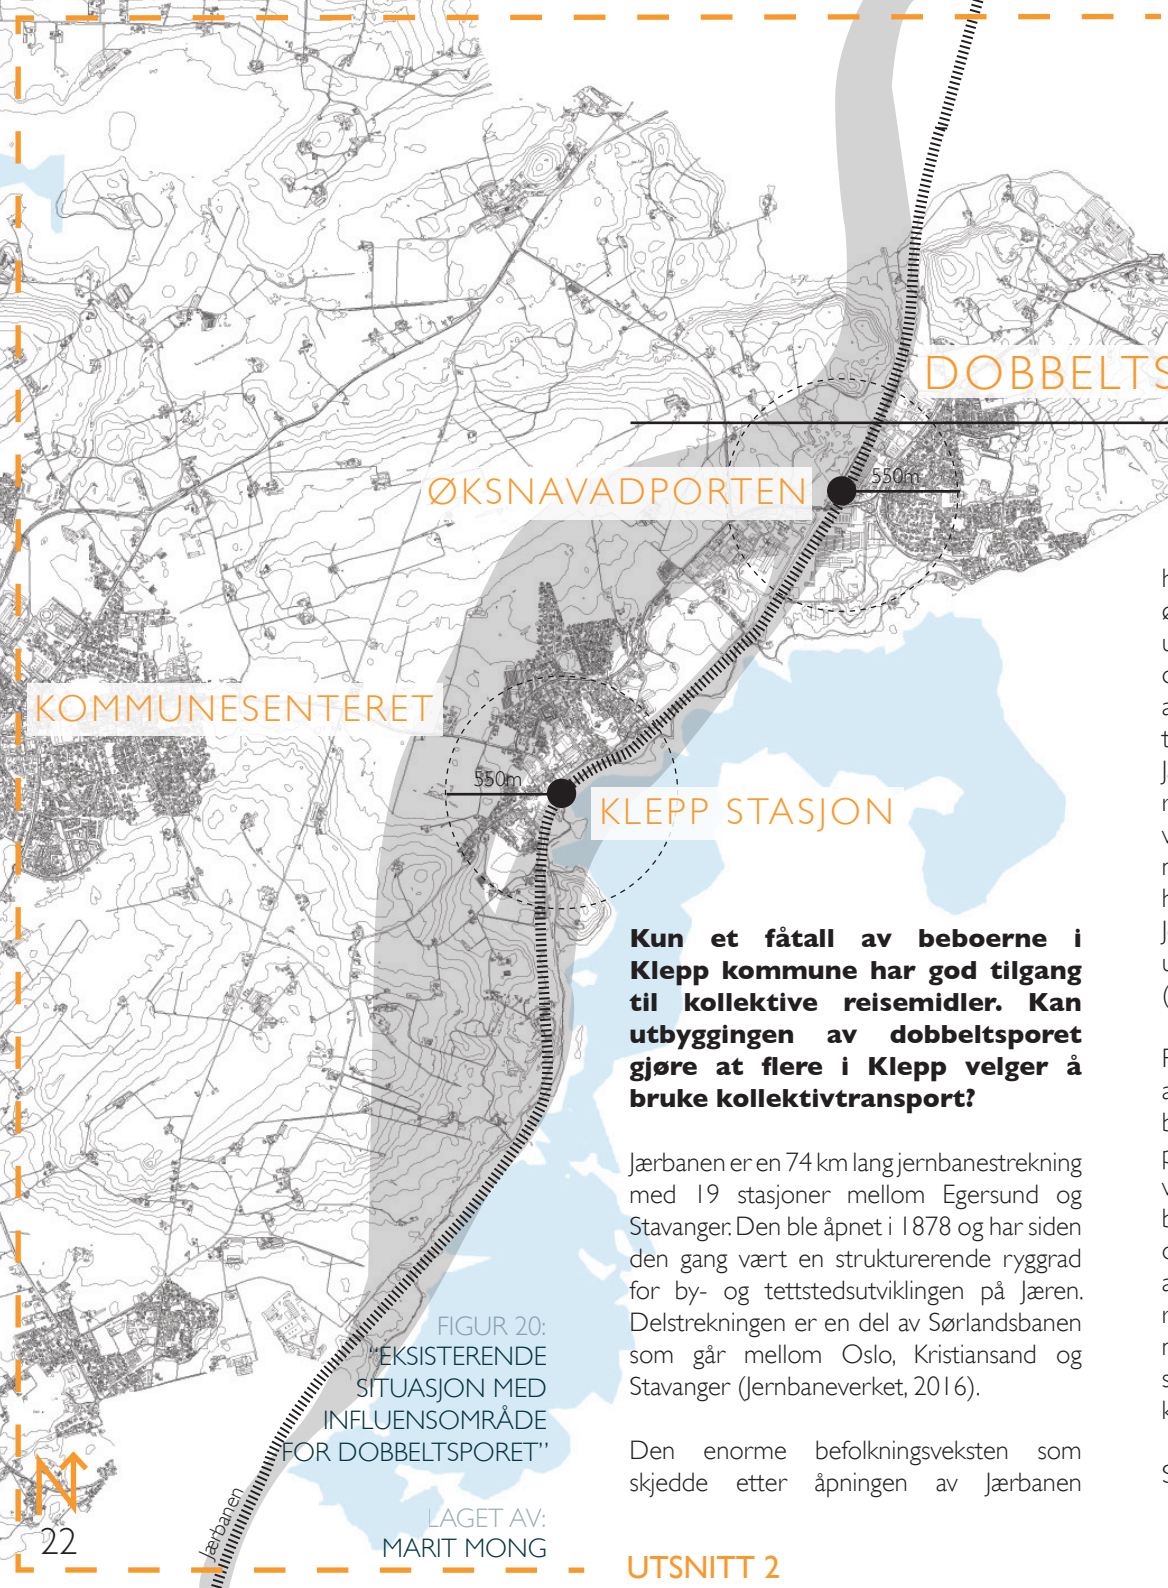 DOBBELTS
550m
ØKSNAVADPORTEN
KOMMUNESENTERET
550m
KLEPP STASJON
Kun et fåtall av beboerne i
Klepp kommune har god tilgang
til kollektive reisemidler. Kan
utbyggingen av dobbeltsporet
gjøre at flere i Klepp velger å
bruke kollektivtransport?
Jærbanen er en 74 km lang jernbanestrekning
med 19 stasjoner mellom Egersund og
Stavanger. Den ble åpnet i 1878 og har siden
den gang vært en strukturerende ryggrad
for by- og tettstedsutviklingen på Jæren.
Delstrekningen er en del av Sørlandsbanen
som går mellom Oslo, Kristiansand og
Stavanger (Jernbaneverket, 2016).
Den enorme befolkningsveksten som
skjedde etter åpningen av Jærbanen
FIGUR 20:
"EKSISTERENDE
SITUASJON MED
INFLUENSOMRÅDE
FOR DOBBELTSPORET"
LAGET AV:
MARIT MONG
Jærbanen
N
22
UTSNITT 2